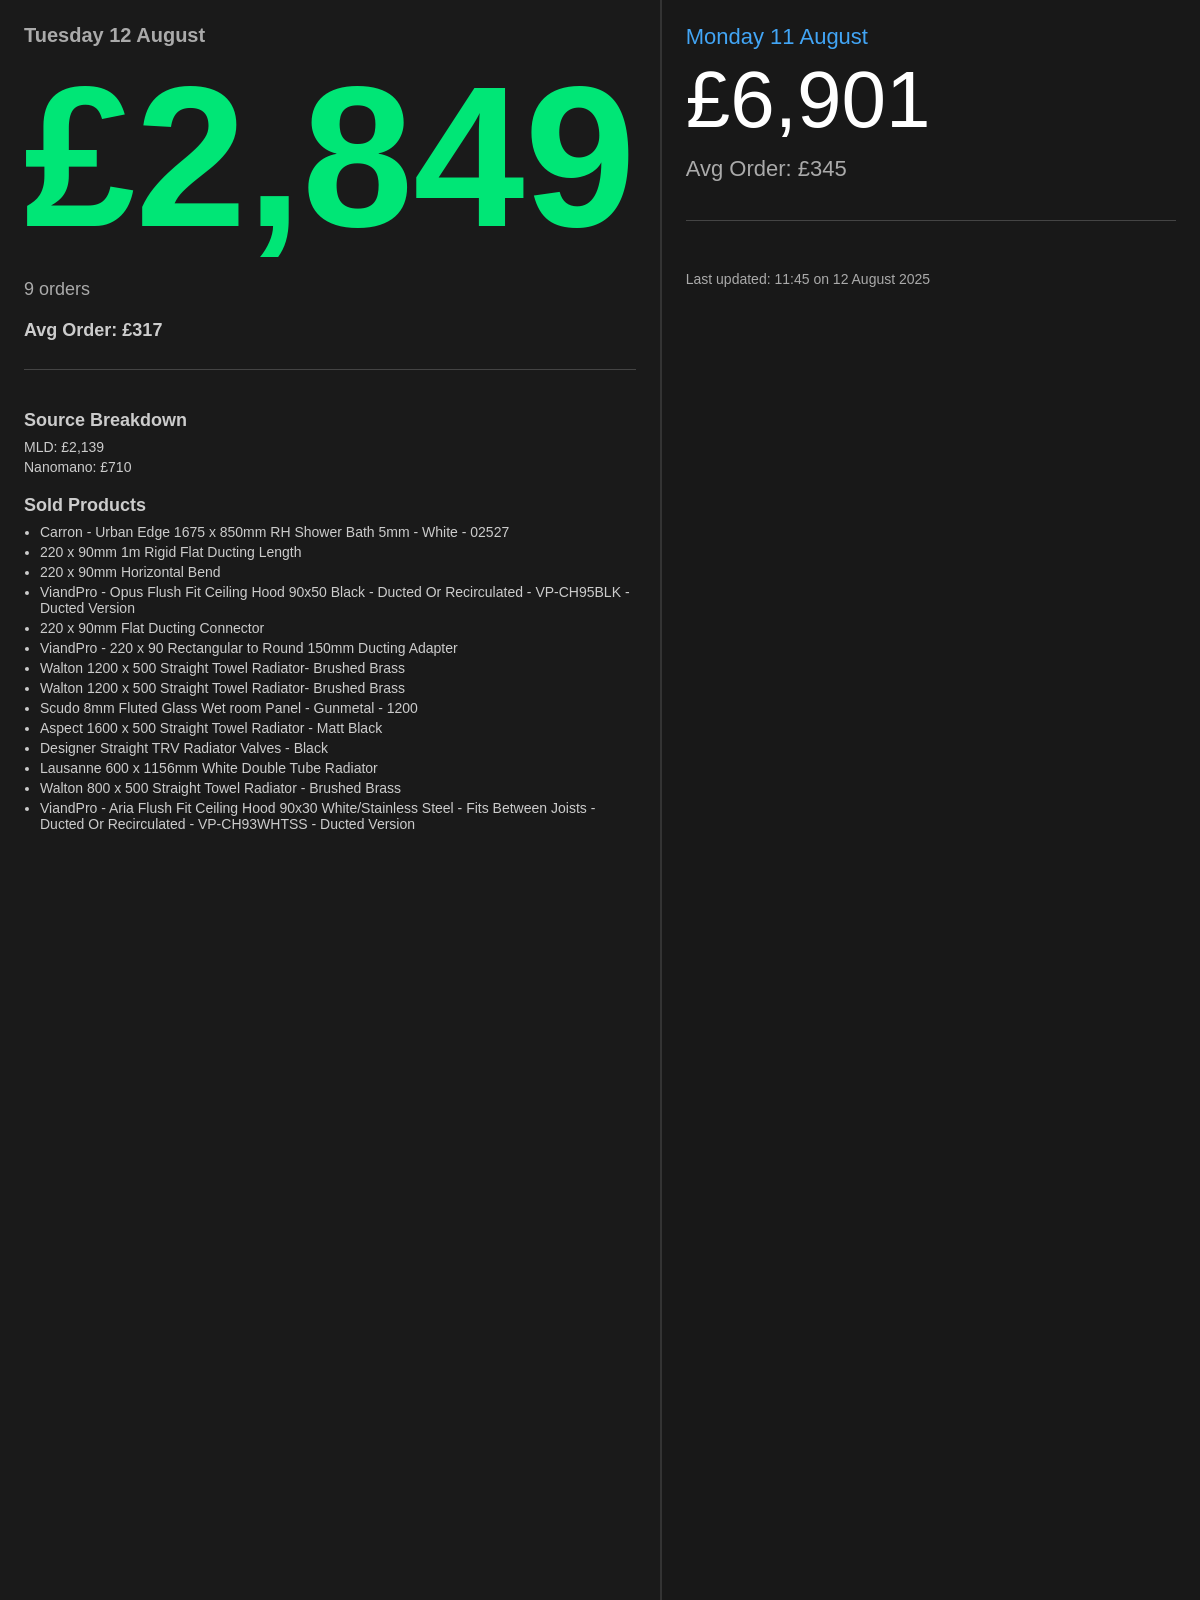 Tuesday 12 August
£2,849
9 orders
Avg Order: £317
Source Breakdown
MLD: £2,139
Nanomano: £710
Sold Products
• Carron - Urban Edge 1675 x 850mm RH Shower Bath 5mm - White - 02527
• 220 x 90mm 1m Rigid Flat Ducting Length
• 220 x 90mm Horizontal Bend
• ViandPro - Opus Flush Fit Ceiling Hood 90x50 Black - Ducted Or Recirculated - VP-CH95BLK -
Ducted Version
• 220 x 90mm Flat Ducting Connector
• ViandPro - 220 x 90 Rectangular to Round 150mm Ducting Adapter
• Walton 1200 x 500 Straight Towel Radiator- Brushed Brass
• Walton 1200 x 500 Straight Towel Radiator- Brushed Brass
• Scudo 8mm Fluted Glass Wet room Panel - Gunmetal - 1200
• Aspect 1600 x 500 Straight Towel Radiator - Matt Black
• Designer Straight TRV Radiator Valves - Black
• Lausanne 600 x 1156mm White Double Tube Radiator
• Walton 800 x 500 Straight Towel Radiator - Brushed Brass
• ViandPro - Aria Flush Fit Ceiling Hood 90x30 White/Stainless Steel - Fits Between Joists -
Ducted Or Recirculated - VP-CH93WHTSS - Ducted Version
Monday 11 August
£6,901
Avg Order: £345
Last updated: 11:45 on 12 August 2025